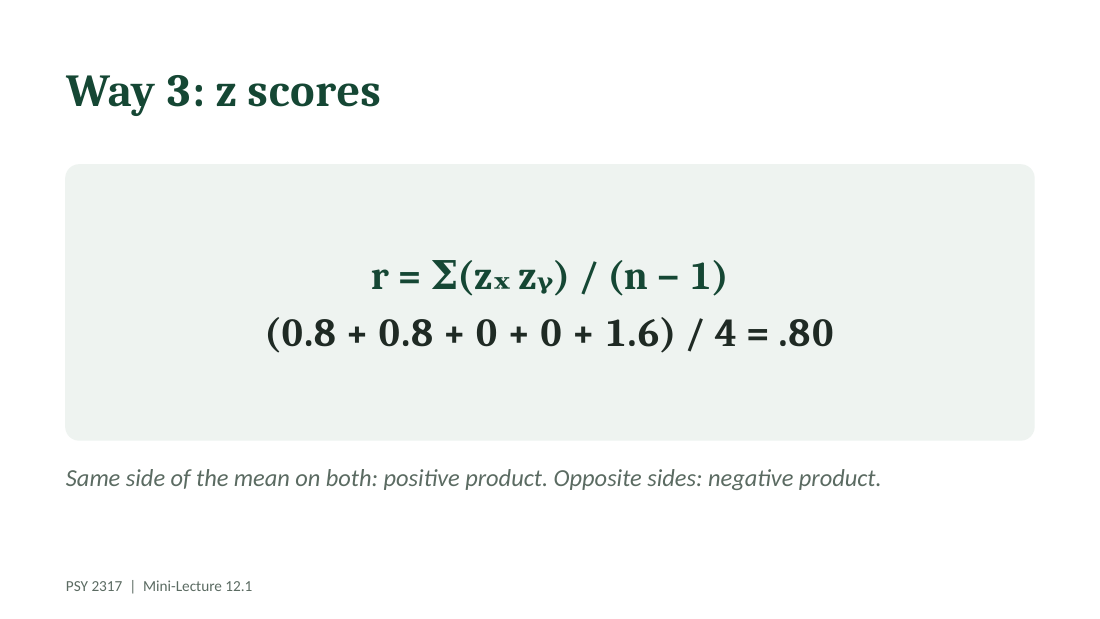 Way 3: z scores
r = Σ(zₓ zᵧ) / (n − 1)
(0.8 + 0.8 + 0 + 0 + 1.6) / 4 = .80
Same side of the mean on both: positive product. Opposite sides: negative product.
PSY 2317 | Mini-Lecture 12.1